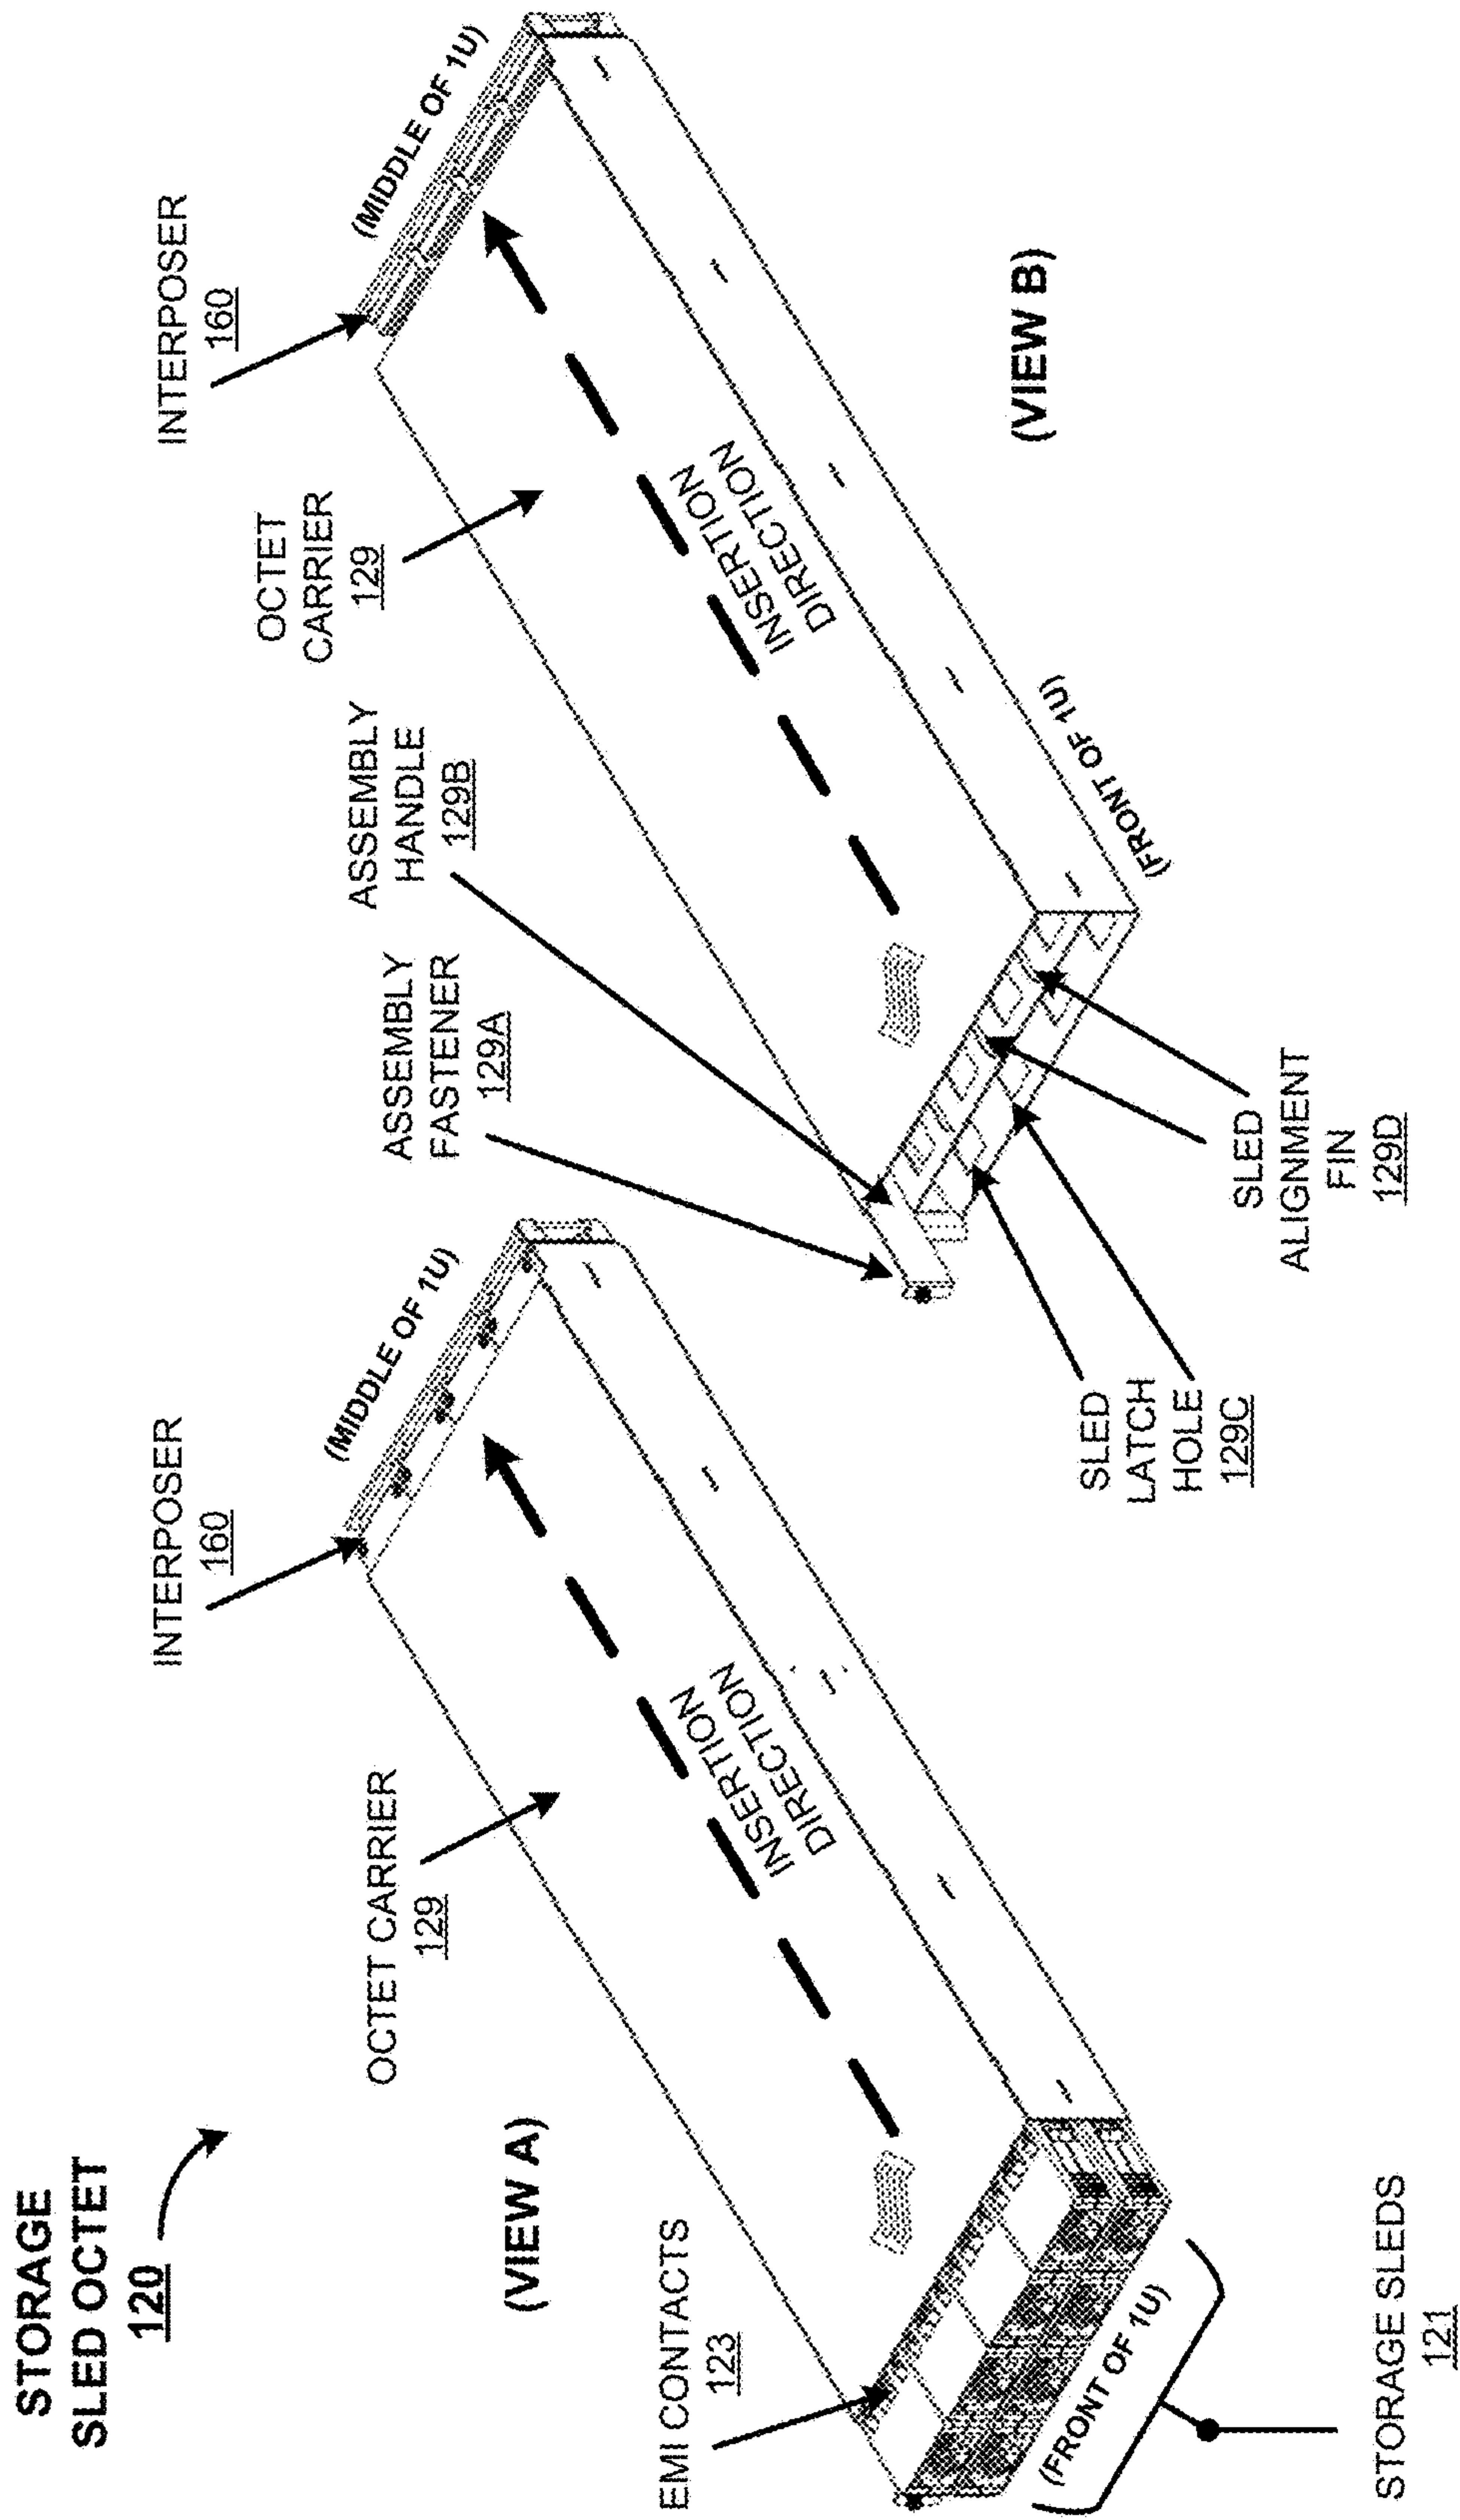 STORAGE
SLED OCTET
120
(VIEW A)
INTERPOSER
160
(MIDDLE OF 1U)
OCTET CARRIER
129
INSERTION
DIRECTION
EMI CONTACTS
123
(FRONT OF 1U)
STORAGE SLEDS
121
INTERPOSER
160
(MIDDLE OF 1U)
OCTET
CARRIER
129
ASSEMBLY
HANDLE
129B
ASSEMBLY
FASTENER
129A
INSERTION
DIRECTION
(FRONT OF 1U)
(VIEW B)
SLED
LATCH
HOLE
129C
SLED
ALIGNMENT
FIN
129D